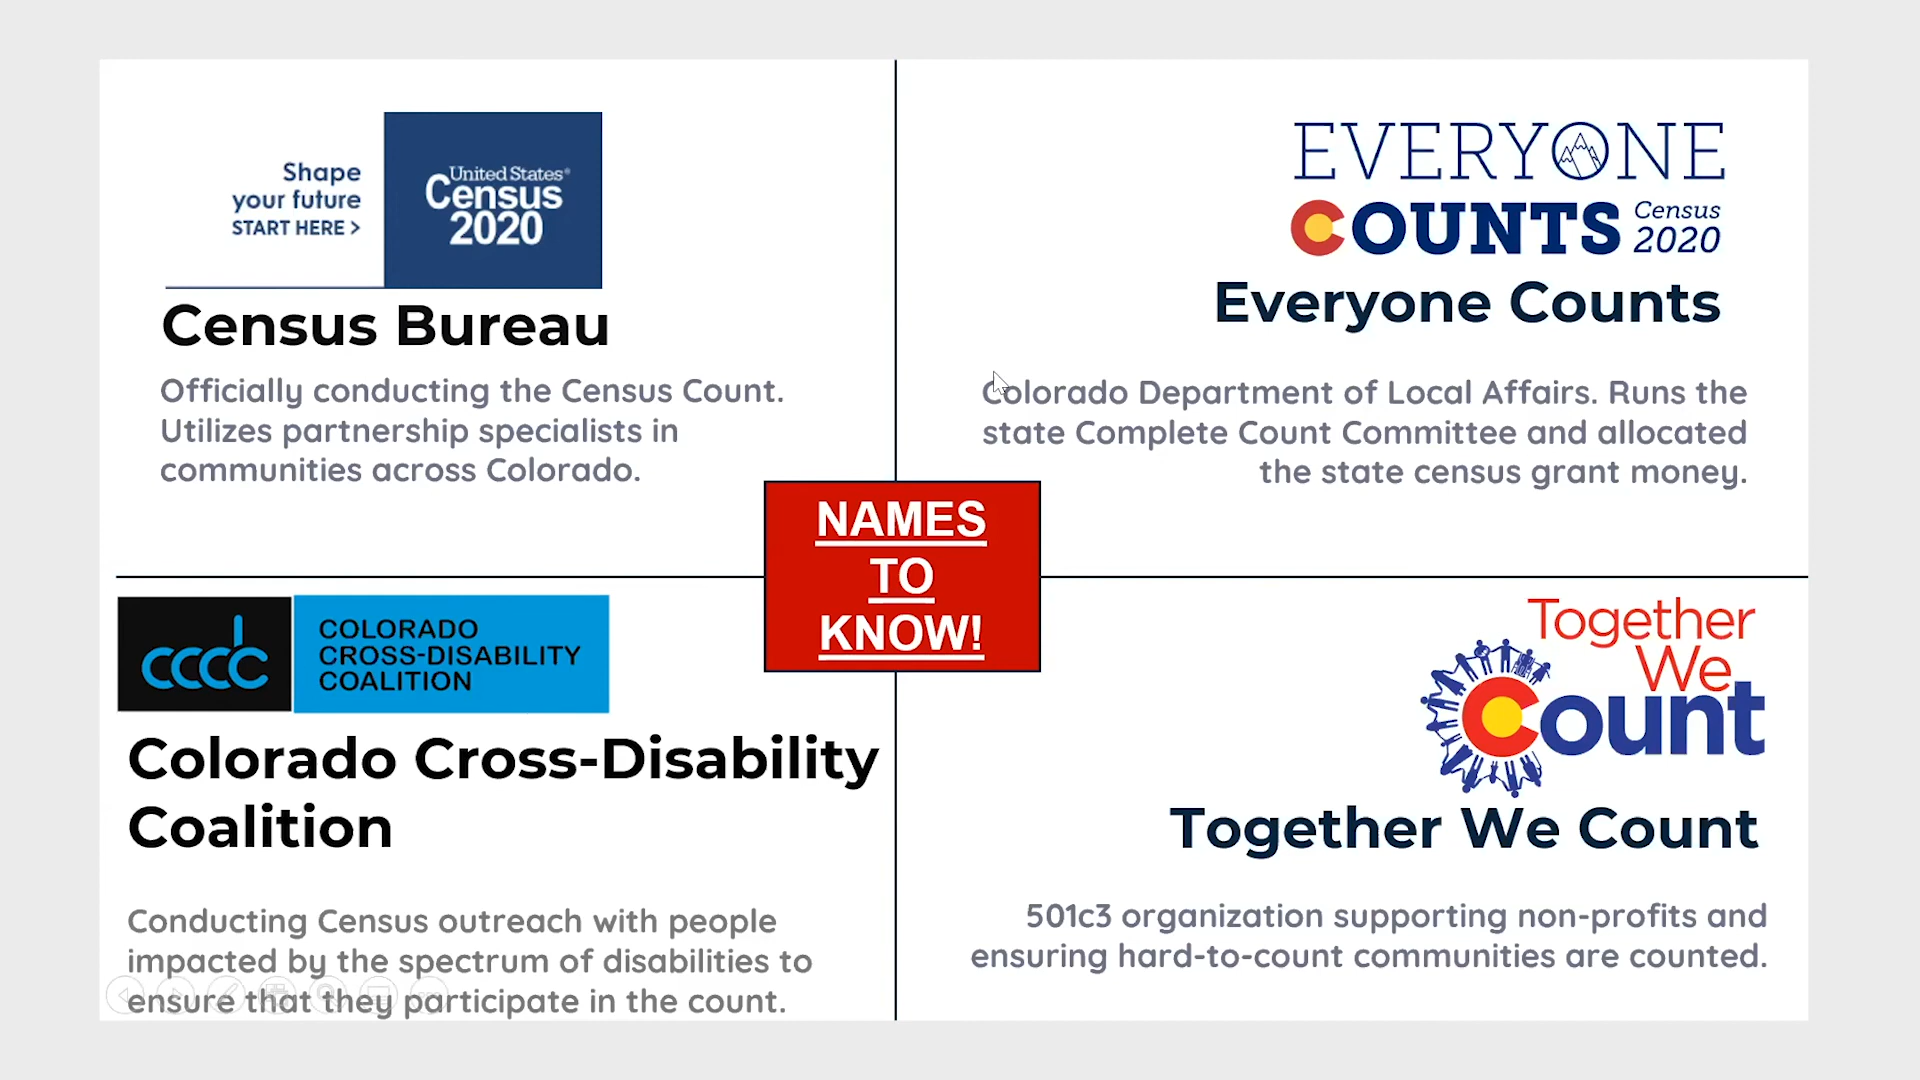 Shape
your future
START HERE >
United States®
Census
2020
Census Bureau
Officially conducting the Census Count.
Utilizes partnership specialists in
communities across Colorado.
EVERYONE
COUNTS Census
2020
Everyone Counts
Colorado Department of Local Affairs. Runs the
state Complete Count Committee and allocated
the state census grant money.
NAMES
TO
KNOW!
cccdc
COLORADO
CROSS-DISABILITY
COALITION
Colorado Cross-Disability
Coalition
Conducting Census outreach with people
impacted by the spectrum of disabilities to
ensure that they participate in the count.
Together
We
Count
Together We Count
501c3 organization supporting non-profits and
ensuring hard-to-count communities are counted.